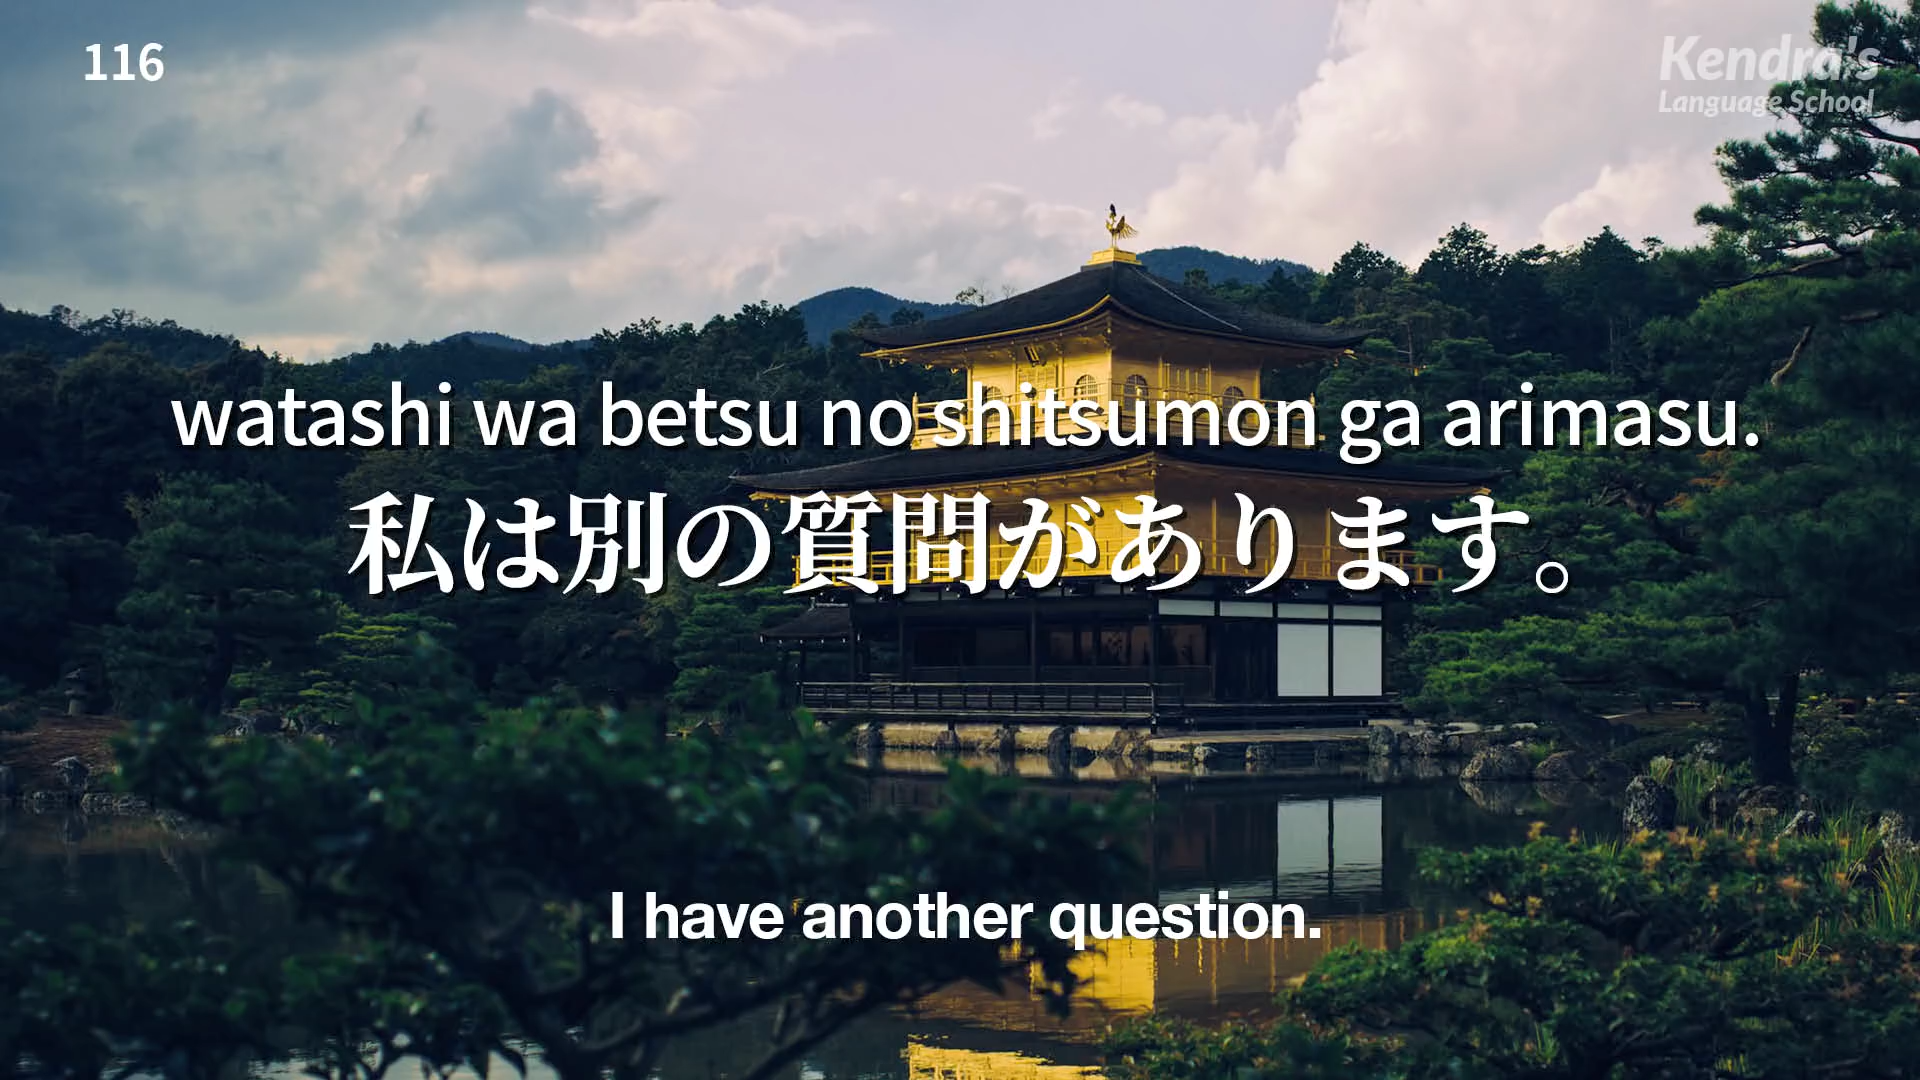 116
Kendra's
Language School
watashi wa betsu no shitsumon ga arimasu.
私は別の質問があります。
I have another question.